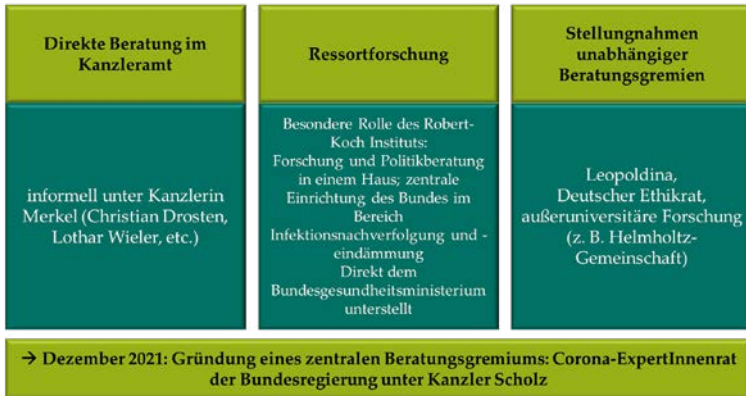 Direkte Beratung im
Kanzleramt
informell unter Kanzlerin
Merkel (Christian Drosten,
Lothar Wieler, etc.)
Ressortforschung
Besondere Rolle des Robert-
Koch Instituts:
Forschung und Politikberatung
in einem Haus; zentrale
Einrichtung des Bundes im
Bereich
Infektionsnachverfolgung und -
eindämmung
Direkt dem
Bundesgesundheitsministerium
unterstellt
Stellungnahmen
unabhängiger
Beratungsgremien
Leopoldina,
Deutscher Ethikrat,
außeruniversitäre Forschung
(z. B. Helmholtz-
Gemeinschaft)
→ Dezember 2021: Gründung eines zentralen Beratungsgremiums: Corona-ExpertInnenrat
der Bundesregierung unter Kanzler Scholz